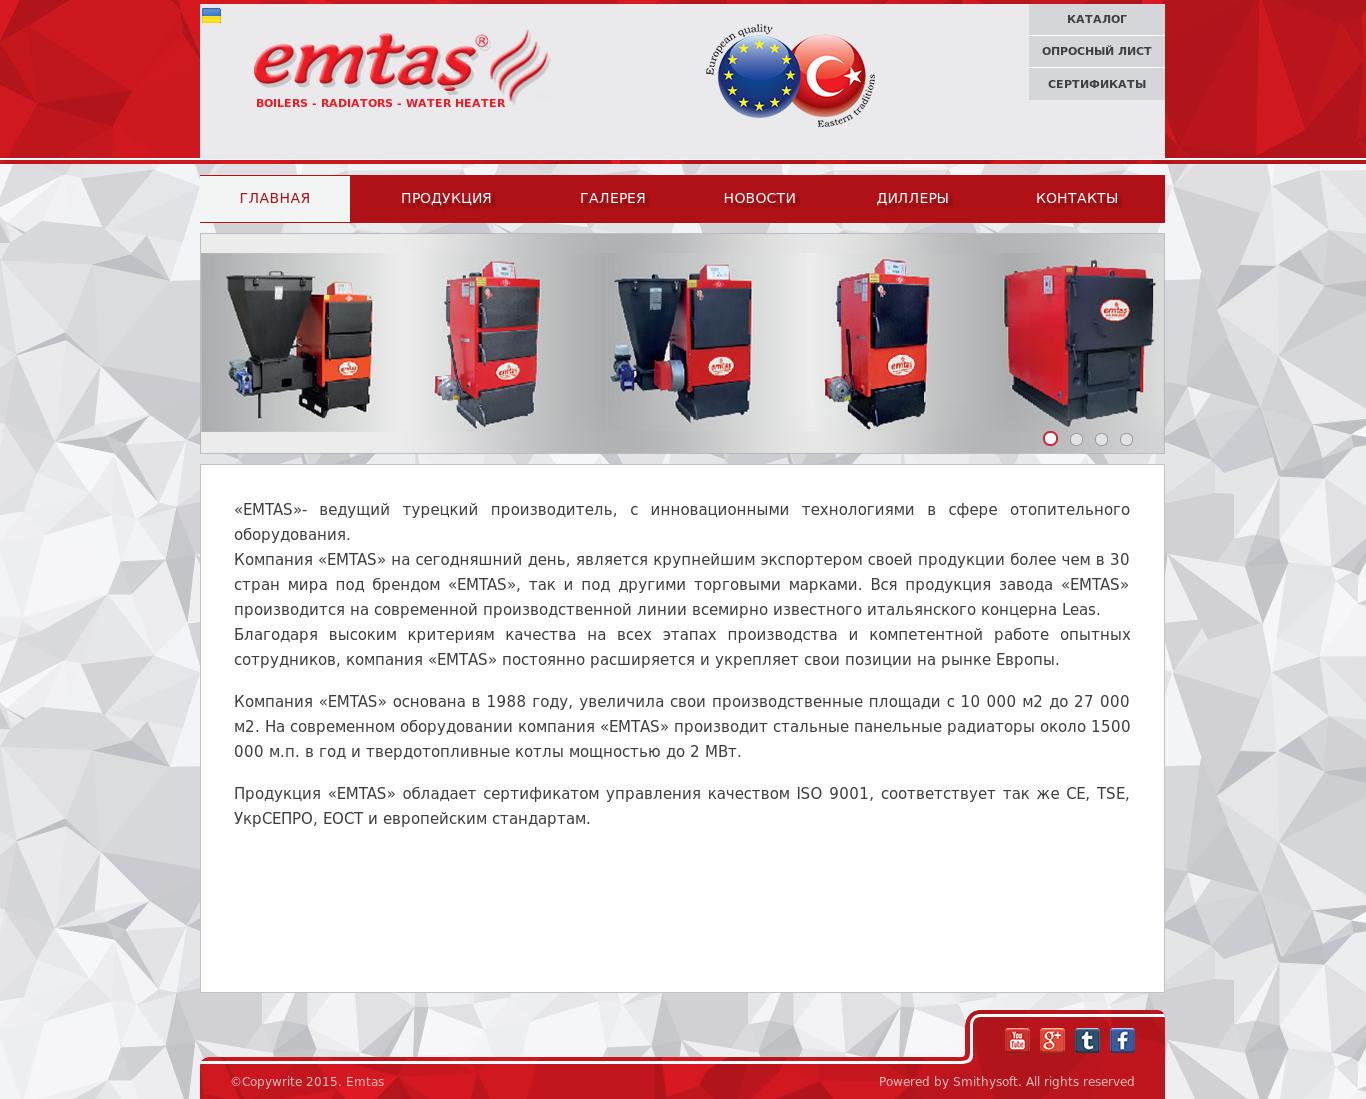 emtaş®
BOILERS - RADIATORS - WATER HEATER
European quality
Eastern traditions
КАТАЛОГ
ОПРОСНЫЙ ЛИСТ
СЕРТИФИКАТЫ
ГЛАВНАЯ ПРОДУКЦИЯ ГАЛЕРЕЯ НОВОСТИ ДИЛЛЕРЫ КОНТАКТЫ
emtas
emtas
emtas
emtas
emtas
«EMTAS»- ведущий турецкий производитель, с инновационными технологиями в сфере отопительного
оборудования.
Компания «EMTAS» на сегодняшний день, является крупнейшим экспортером своей продукции более чем в 30
стран мира под брендом «EMTAS», так и под другими торговыми марками. Вся продукция завода «EMTAS»
производится на современной производственной линии всемирно известного итальянского концерна Leas.
Благодаря высоким критериям качества на всех этапах производства и компетентной работе опытных
сотрудников, компания «EMTAS» постоянно расширяется и укрепляет свои позиции на рынке Европы.
Компания «EMTAS» основана в 1988 году, увеличила свои производственные площади с 10 000 м2 до 27 000
м2. На современном оборудовании компания «EMTAS» производит стальные панельные радиаторы около 1500
000 м.п. в год и твердотопливные котлы мощностью до 2 МВт.
Продукция «EMTAS» обладает сертификатом управления качеством ISO 9001, соответствует так же CE, TSE,
УкрСЕПРО, ЕОСТ и европейским стандартам.
You Tube g+ t f
©Copywrite 2015. Emtas
Powered by Smithysoft. All rights reserved